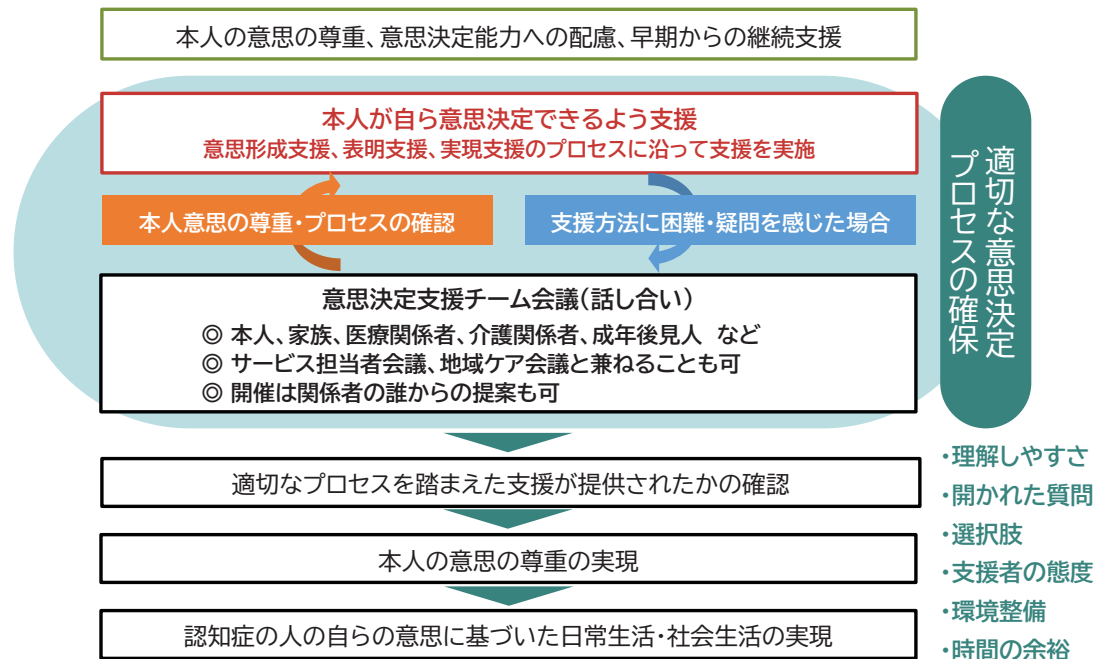 本人の意思の尊重、意思決定能力への配慮、早期からの継続支援
本人が自ら意思決定できるよう支援
意思形成支援、表明支援、実現支援のプロセスに沿って支援を実施
本人意思の尊重・プロセスの確認
支援方法に困難・疑問を感じた場合
意思決定支援チーム会議(話し合い)
◎ 本人、家族、医療関係者、介護関係者、成年後見人 など
◎ サービス担当者会議、地域ケア会議と兼ねることも可
◎ 開催は関係者の誰からの提案も可
適切な意思決定
プロセスの確保
適切なプロセスを踏まえた支援が提供されたかの確認
本人の意思の尊重の実現
認知症の人の自らの意思に基づいた日常生活・社会生活の実現
・理解しやすさ
・開かれた質問
・選択肢
・支援者の態度
・環境整備
・時間の余裕